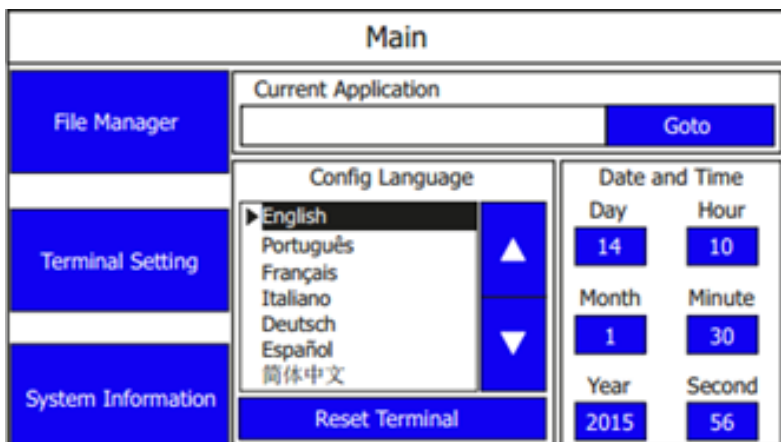 Main
File Manager
Current Application
Goto
Terminal Setting
Config Language
English
Português
Français
Italiano
Deutsch
Español
简体中文
Date and Time
Day Hour
14 10
Month Minute
1 30
Year Second
2015 56
System Information
Reset Terminal